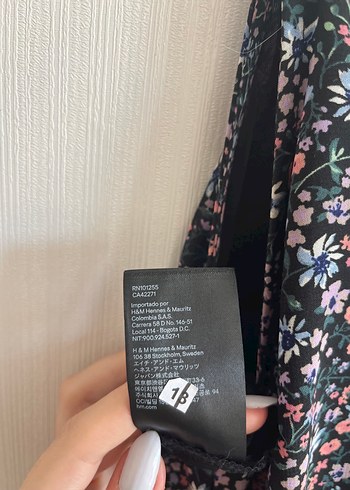 RN101255
CA42271
Importado por
H&M Hennes & Mauritz
Colombia S.A.S.
Carrera 58 D No. 146-51
Local 114 - Bogota D.C.
NIT:900.924.527-1
H & M Hennes & Mauritz
106 38 Stockholm, Sweden
エイチ・アンド・エム
ヘネス・アンド・マウリッツ
ジャパン株式会社
hm.com
18